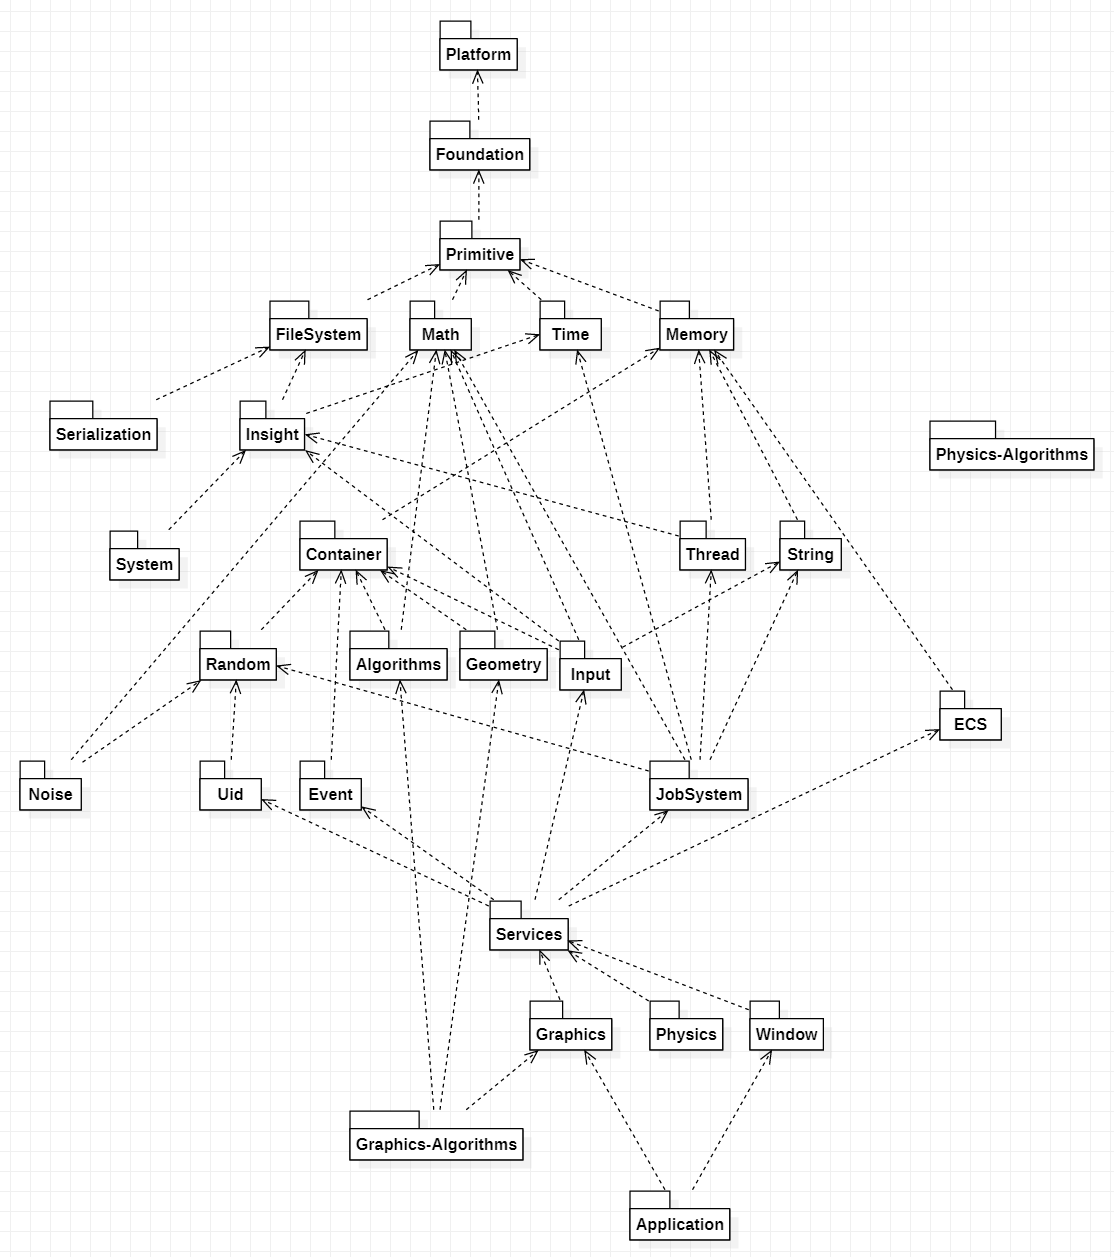 Platform
Foundation
Primitive
FileSystem
Math
Time
Memory
Serialization
Insight
Physics-Algorithms
System
Container
Thread
String
Random
Algorithms
Geometry
Input
ECS
Noise
Uid
Event
JobSystem
Services
Graphics
Physics
Window
Graphics-Algorithms
Application